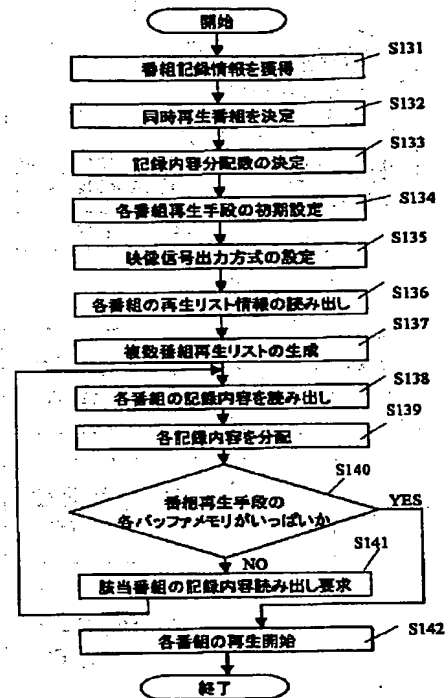 開始
S131
番組記録情報を獲得
S132
同時再生番組を決定
S133
記録内容分配数の決定
S134
各番組再生手段の初期設定
S135
映像信号出力方式の設定
S136
各番組の再生リスト情報の読み出し
S137
複数番組再生リストの生成
S138
各番組の記録内容を読み出し
S139
各記録内容を分配
S140
番組再生手段の
各バッファメモリがいっぱいか
YES
NO
S141
該当番組の記録内容読み出し要求
S142
各番組の再生開始
終了